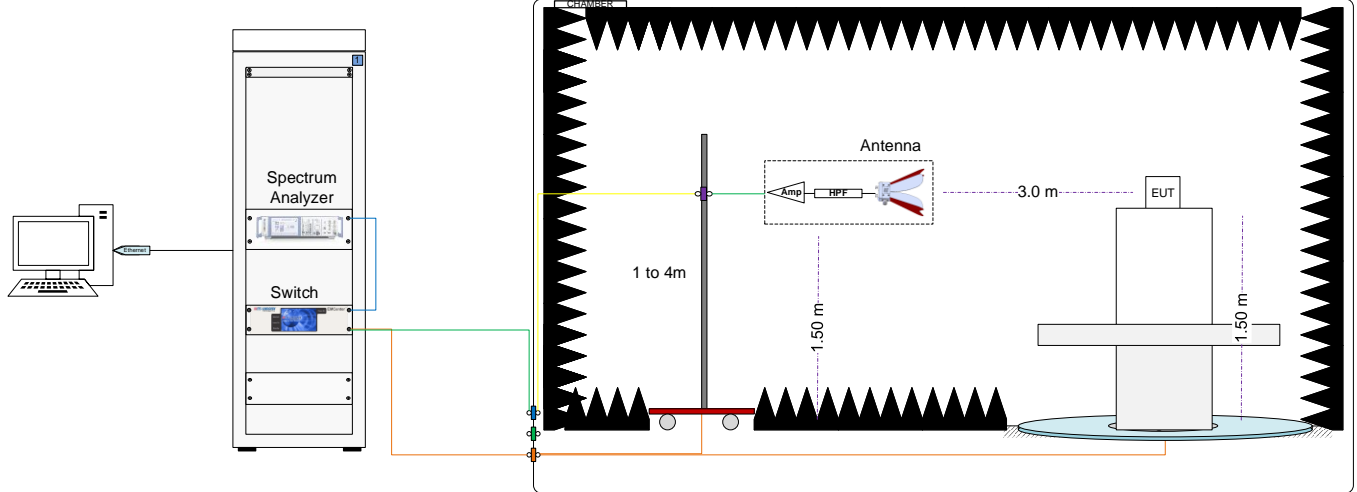 CHAMBER
1
Antenna
Spectrum
Analyzer
Amp
HPF
3.0 m
EUT
Ethernet
1 to 4m
Switch
1.50 m
1.50 m